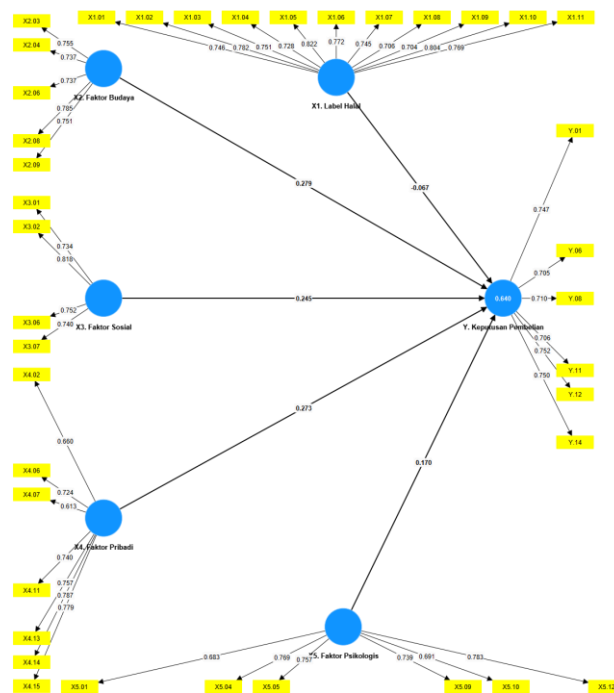 X2.03
X2.04
X2.06
X2.08
X2.09
0.755
0.737
0.737
0.785
0.751
X2. Faktor Budaya
X1.01
X1.02
X1.03
X1.04
X1.05
X1.06
X1.07
X1.08
X1.09
X1.10
X1.11
0.746
0.782
0.751
0.728
0.822
0.772
0.745
0.706
0.704
0.804
0.769
X1. Label Halal
0.279
-0.067
X3.01
X3.02
X3.06
X3.07
0.734
0.818
0.752
0.740
X3. Faktor Sosial
0.245
Y.01
Y.06
Y.08
Y.11
Y.12
Y.14
0.747
0.705
0.710
0.706
0.752
0.750
0.640
Y. Keputusan Pembelian
X4.02
X4.06
X4.07
X4.11
X4.13
X4.14
X4.15
0.660
0.724
0.613
0.740
0.757
0.787
0.779
X4. Faktor Pribadi
0.273
0.170
5. Faktor Psikologis
0.683
0.769
0.757
0.739
0.691
0.783
X5.01
X5.04
X5.05
X5.09
X5.10
X5.12